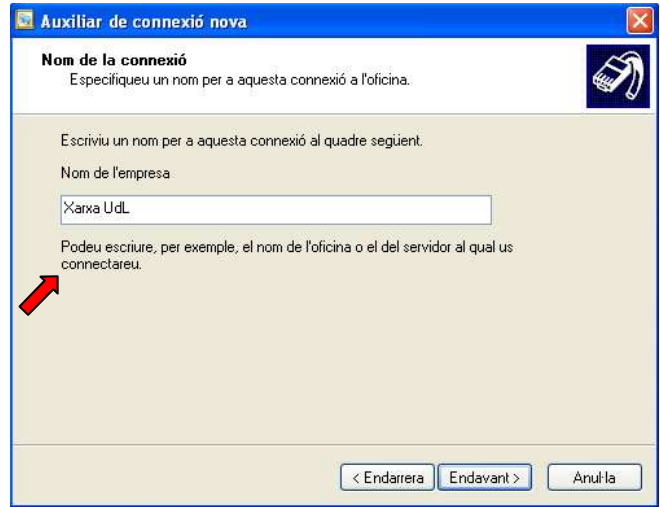 Auxiliar de connexió nova
Nom de la connexió
Especifiqueu un nom per a aquesta connexió a l'oficina.
Escriviu un nom per a aquesta connexió al quadre següent.
Nom de l'empresa
Xarxa UdL
Podeu escriure, per exemple, el nom de l'oficina o el del servidor al qual us
connectareu.
< Endarrera Endavant > Anul·la